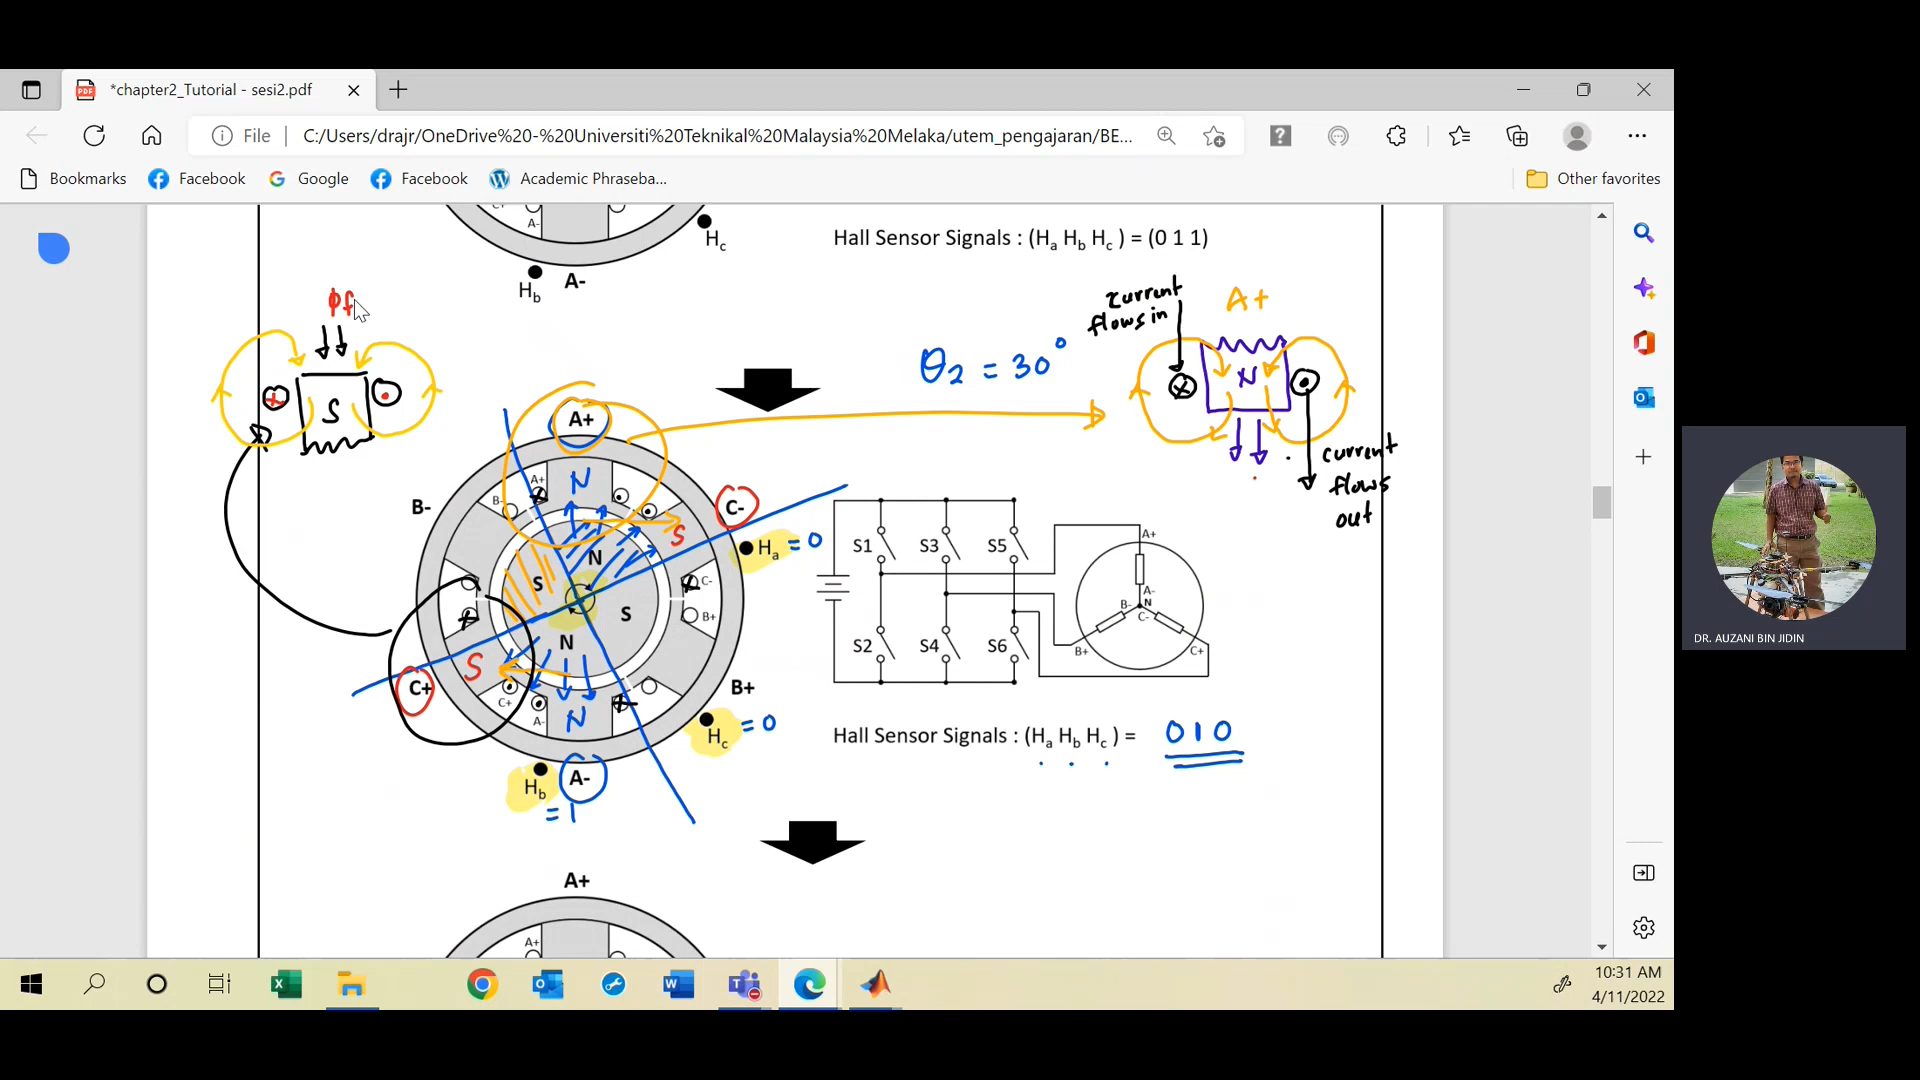 *chapter2_Tutorial - sesi2.pdf
File
C:/Users/drajr/OneDrive%20-%20Universiti%20Teknikal%20Malaysia%20Melaka/utem_pengajaran/BE...
Bookmarks
Facebook
Google
Facebook
Academic Phraseba...
Other favorites
C+
A-
Hc
Hb
A-
Hall Sensor Signals : (Ha Hb Hc ) = (0 1 1)
ϕf
S
θ2 = 30°
current
flows in
A+
N
current
flows
out
A+
B-
A+
B-
N
C-
S
Ha = 0
N
S
S
N
C-
B+
S
C+
C+
A-
N
B+
Hc = 0
Hb
= 1
A-
S1
S3
S5
S2
S4
S6
A+
A-
B-
N
C-
B+
C+
Hall Sensor Signals : (Ha Hb Hc ) = 010
A+
A+
DR. AUZANI BIN JIDIN
10:31 AM
4/11/2022